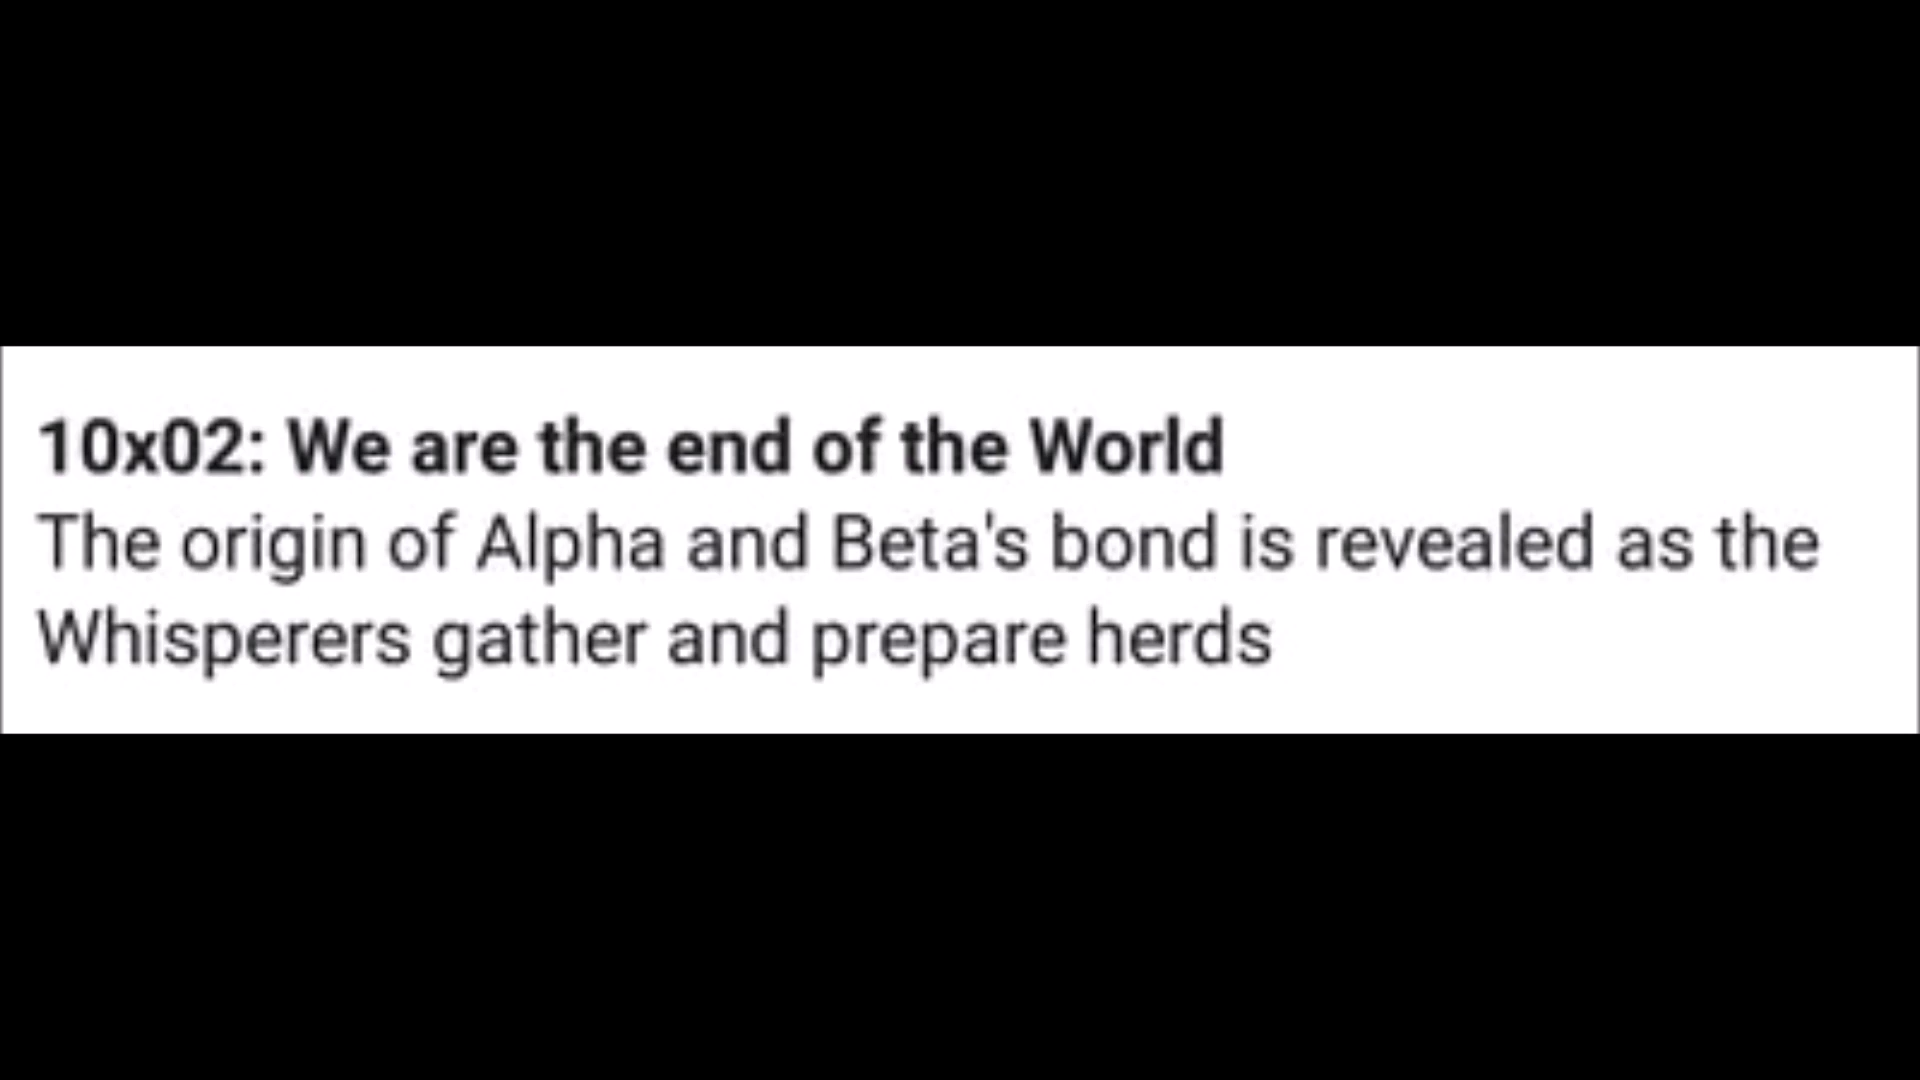 10x02: We are the end of the World
The origin of Alpha and Beta's bond is revealed as the
Whisperers gather and prepare herds